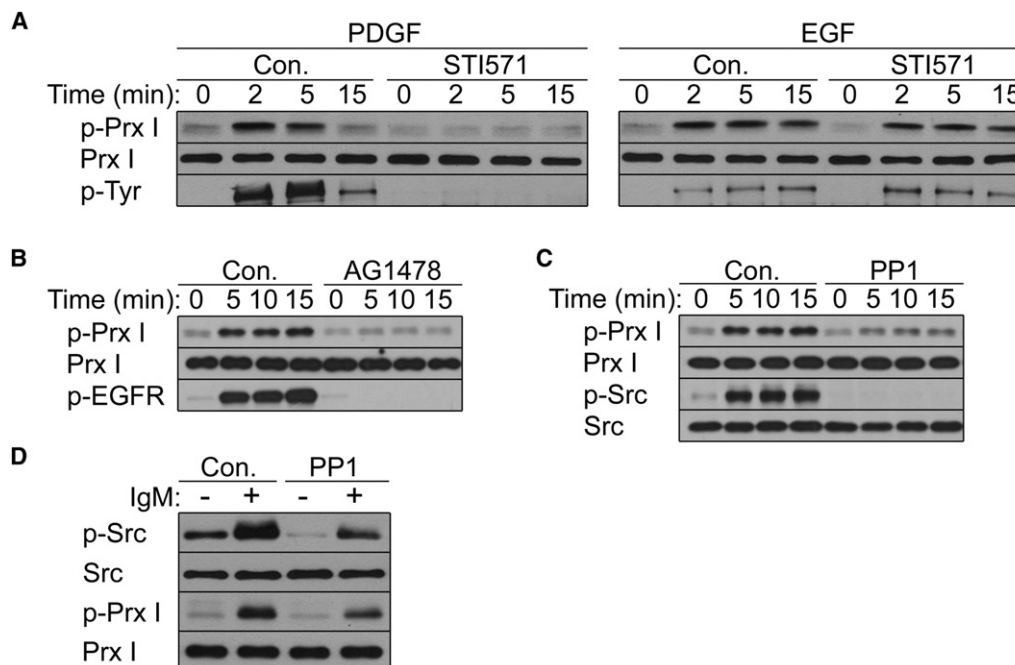 A
PDGF EGF
Con. STI571 Con. STI571
Time (min): 0 2 5 15 0 2 5 15 0 2 5 15 0 2 5 15
p-Prx I
Prx I
p-Tyr
B
Con. AG1478
Time (min): 0 5 10 15 0 5 10 15
p-Prx I
Prx I
p-EGFR
C
Con. PP1
Time (min): 0 5 10 15 0 5 10 15
p-Prx I
Prx I
p-Src
Src
D
Con. PP1
IgM: - + - +
p-Src
Src
p-Prx I
Prx I